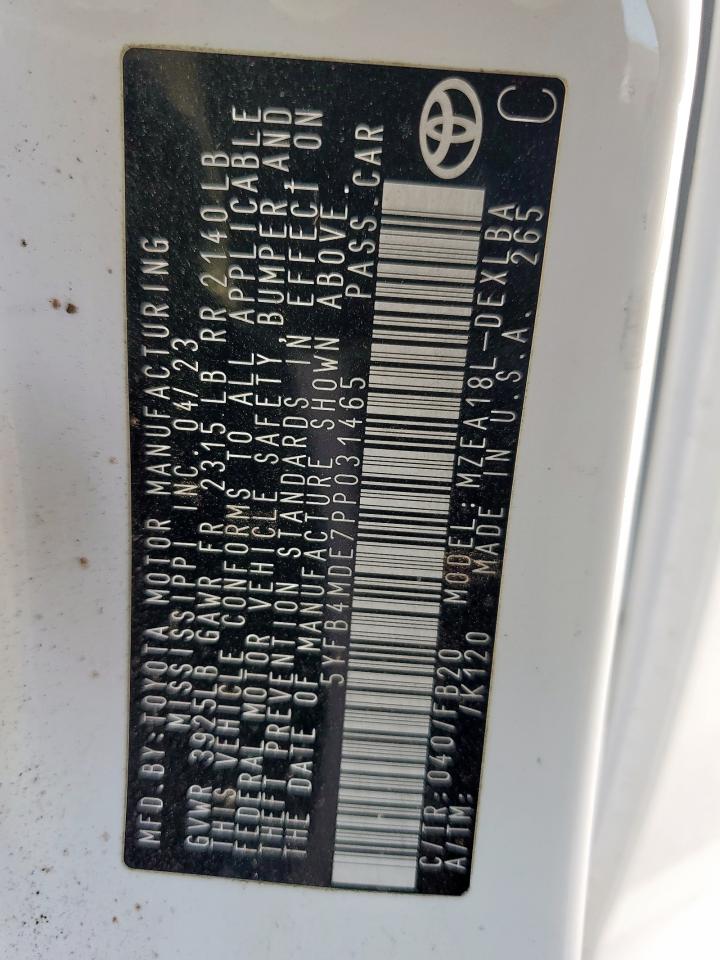 MFD.BY:TOYOTA MOTOR MANUFACTURING
MISSISSIPPI INC. 04/23
GVWR 3925LB GAWR FR 2315 LB RR 2140LB
THIS VEHICLE CONFORMS TO ALL APPLICABLE
FEDERAL MOTOR VEHICLE SAFETY, BUMPER AND
THEFT PREVENTION STANDARDS IN EFFECT ON
THE DATE OF MANUFACTURE SHOWN ABOVE.
5YFB4MDE7PP031465 PASS.CAR
C/TR:040/FB20 MODEL:MZEA18L-DEXLBA
A/TM: /K120 MADE IN U.S.A. 265
C